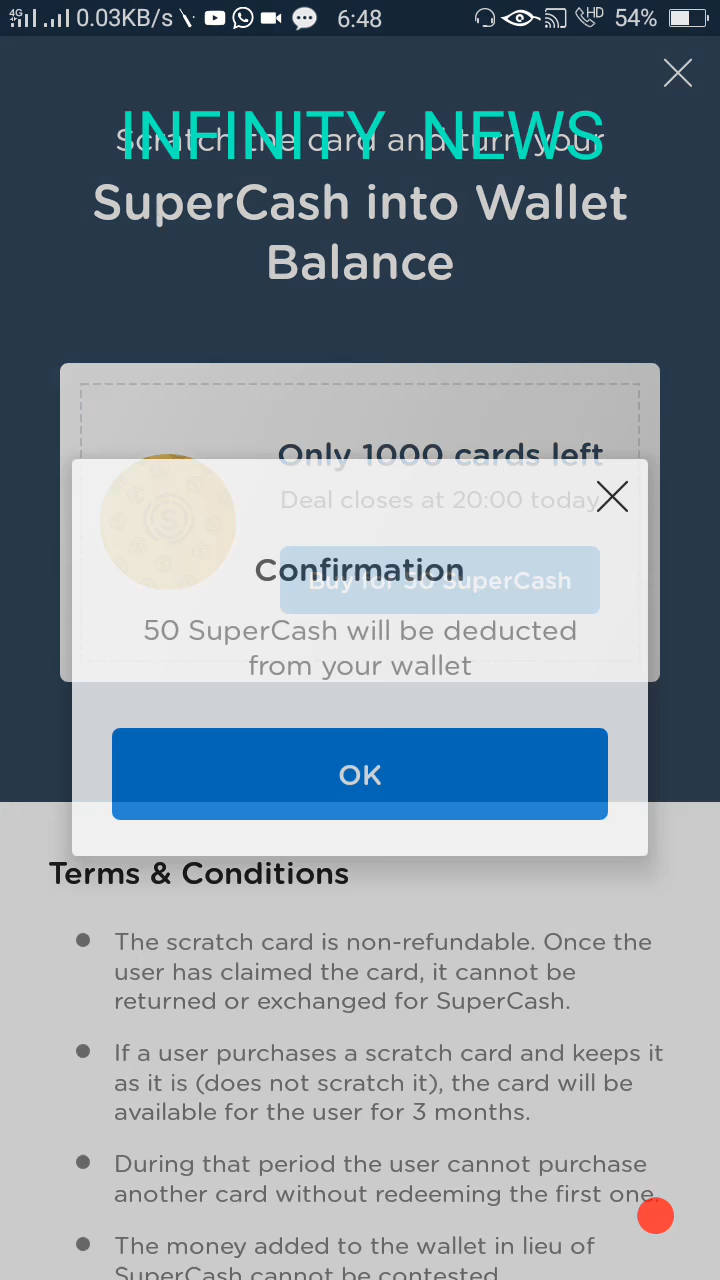 4G 0.03KB/s 6:48 HD 54%
INFINITY NEWS
Scratch the card and turn your
SuperCash into Wallet
Balance
Only 1000 cards left
Deal closes at 20:00 today
Confirmation
Buy for 50 SuperCash
50 SuperCash will be deducted
from your wallet
OK
Terms & Conditions
The scratch card is non-refundable. Once the
user has claimed the card, it cannot be
returned or exchanged for SuperCash.
If a user purchases a scratch card and keeps it
as it is (does not scratch it), the card will be
available for the user for 3 months.
During that period the user cannot purchase
another card without redeeming the first one.
The money added to the wallet in lieu of
SuperCash cannot be contested